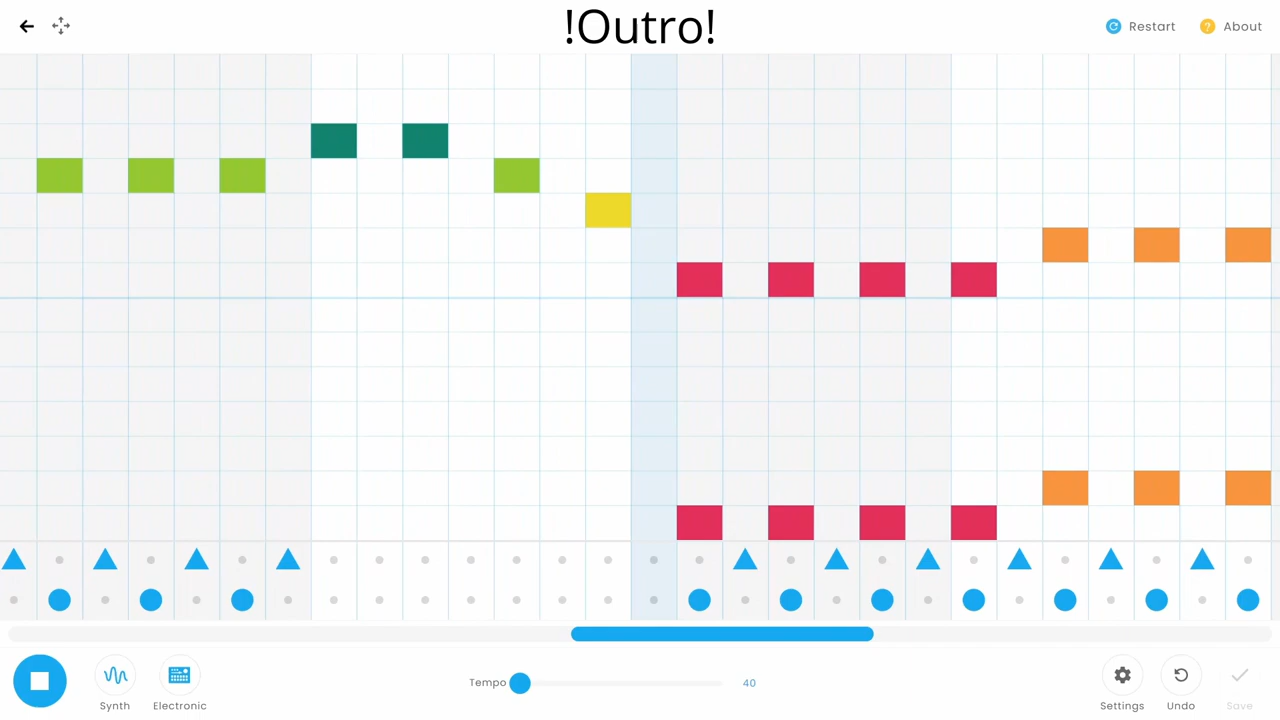 !Outro!
Restart
? About
Tempo
40
Synth
Electronic
Settings
Undo
Save